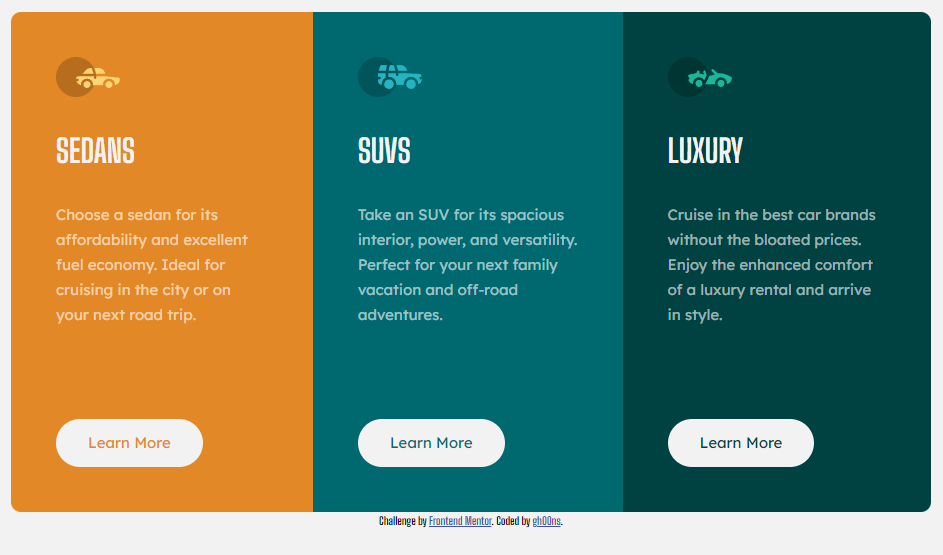 SEDANS
Choose a sedan for its
affordability and excellent
fuel economy. Ideal for
cruising in the city or on
your next road trip.
Learn More
SUVS
Take an SUV for its spacious
interior, power, and versatility.
Perfect for your next family
vacation and off-road
adventures.
Learn More
LUXURY
Cruise in the best car brands
without the bloated prices.
Enjoy the enhanced comfort
of a luxury rental and arrive
in style.
Learn More
Challenge by Frontend Mentor. Coded by gh00ns.